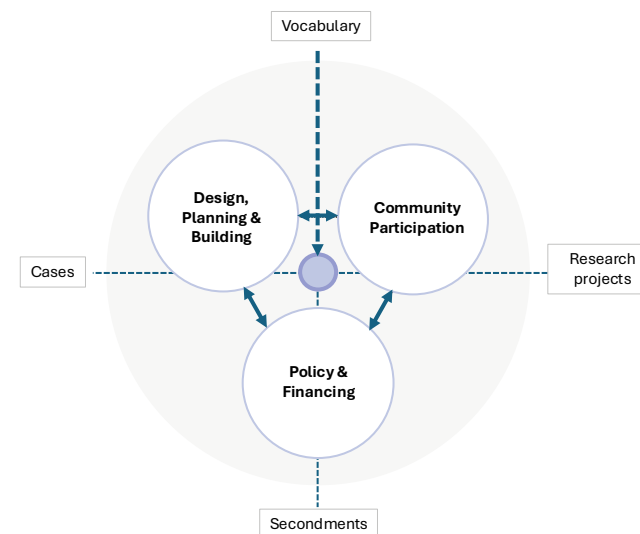 Vocabulary
Design,
Planning &
Building
Community
Participation
Cases
Research
projects
Policy &
Financing
Secondments